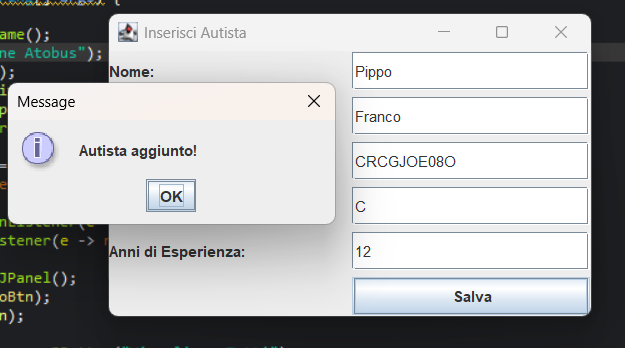 ame();
ne Atobus");
);
Inserisci Autista
Nome:
Pippo
Message
Franco
Autista aggiunto!
CRCGJOE08O
OK
C
stener(e ->
Anni di Esperienza:
12
JPanel();
oBtn);
n);
Salva